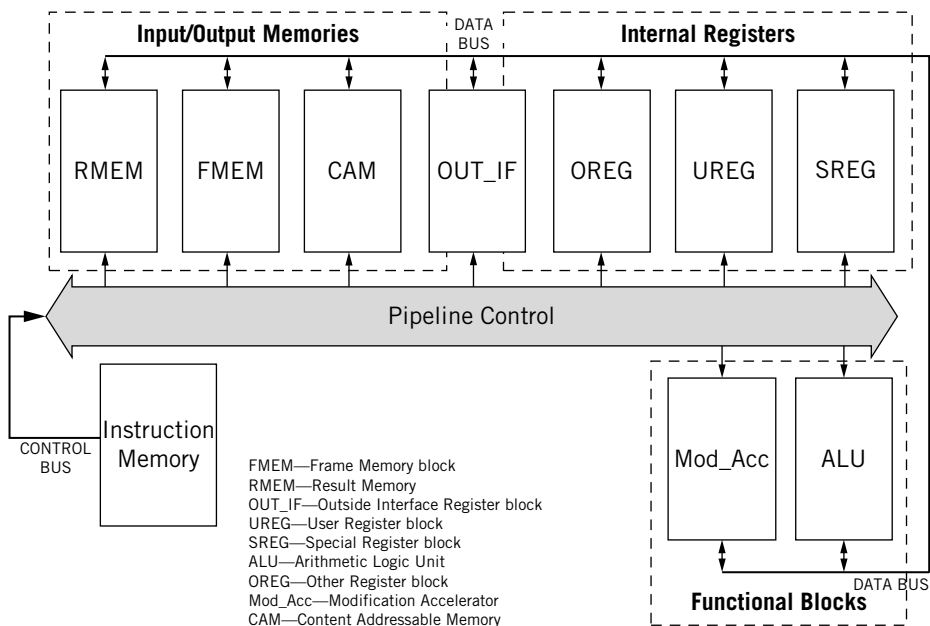 Input/Output Memories
DATA
BUS
Internal Registers
RMEM
FMEM
CAM
OUT_IF
OREG
UREG
SREG
Pipeline Control
Instruction
Memory
CONTROL
BUS
Mod_Acc
ALU
FMEM—Frame Memory block
RMEM—Result Memory
OUT_IF—Outside Interface Register block
UREG—User Register block
SREG—Special Register block
ALU—Arithmetic Logic Unit
OREG—Other Register block
Mod_Acc—Modification Accelerator
CAM—Content Addressable Memory
DATA BUS
Functional Blocks